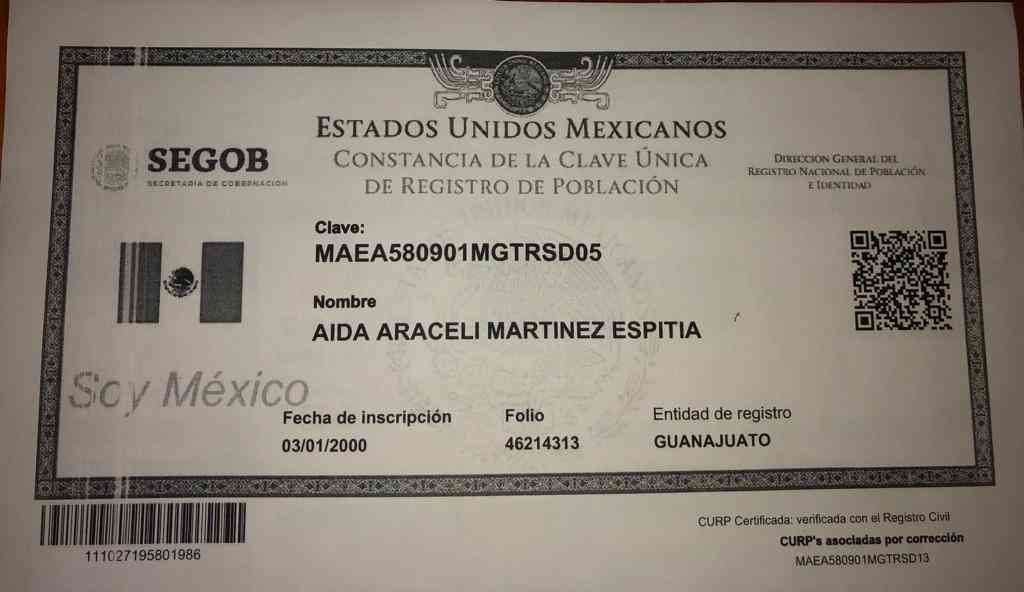 ESTADOS UNIDOS MEXICANOS
CONSTANCIA DE LA CLAVE ÚNICA
DE REGISTRO DE POBLACIÓN
SEGOB
SECRETARÍA DE GOBERNACIÓN
DIRECCIÓN GENERAL DEL
REGISTRO NACIONAL DE POBLACIÓN
E IDENTIDAD
Clave:
MAEA580901MGTRSD05
Nombre
AIDA ARACELI MARTINEZ ESPITIA
Soy México
Fecha de inscripción Folio Entidad de registro
03/01/2000 46214313 GUANAJUATO
111027195801986
CURP Certificada: verificada con el Registro Civil
CURP's asociadas por corrección
MAEA580901MGTRSD13